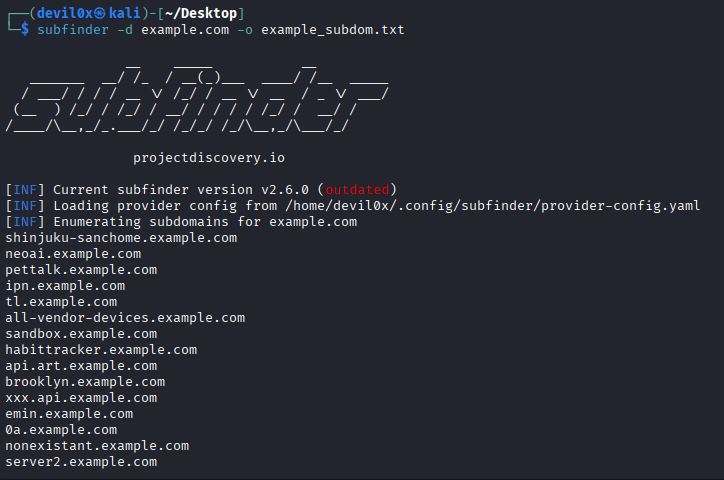 ┌──(devil0x㉿kali)-[~/Desktop]
└─$ subfinder -d example.com -o example_subdom.txt
subfinder
projectdiscovery.io
[INF] Current subfinder version v2.6.0 (outdated)
[INF] Loading provider config from /home/devil0x/.config/subfinder/provider-config.yaml
[INF] Enumerating subdomains for example.com
shinjuku-sanchome.example.com
neoai.example.com
pettalk.example.com
ipn.example.com
tl.example.com
all-vendor-devices.example.com
sandbox.example.com
habittracker.example.com
api.art.example.com
brooklyn.example.com
xxx.api.example.com
emin.example.com
0a.example.com
nonexistant.example.com
server2.example.com